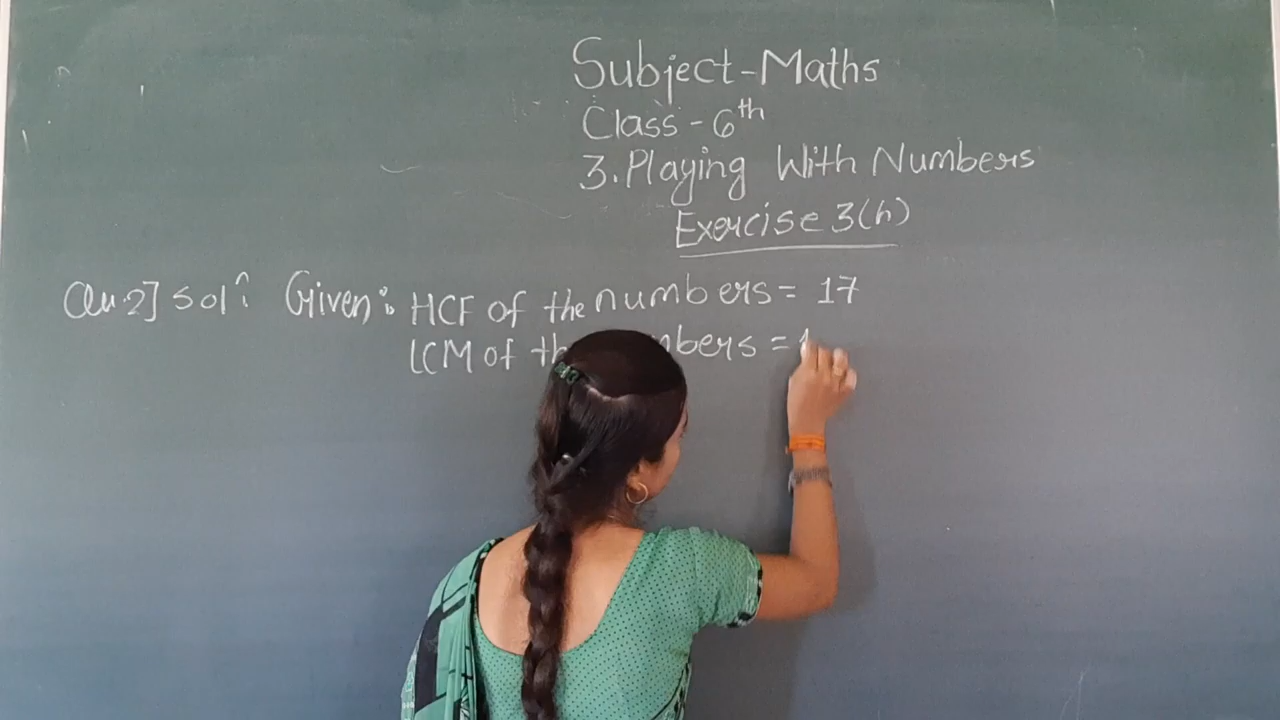 Subject-Maths
Class - 6th
3. Playing With Numbers
Exercise 3(h)
Qu.2] Sol^n: Given: HCF of the numbers = 17
LCM of the numbers = 1